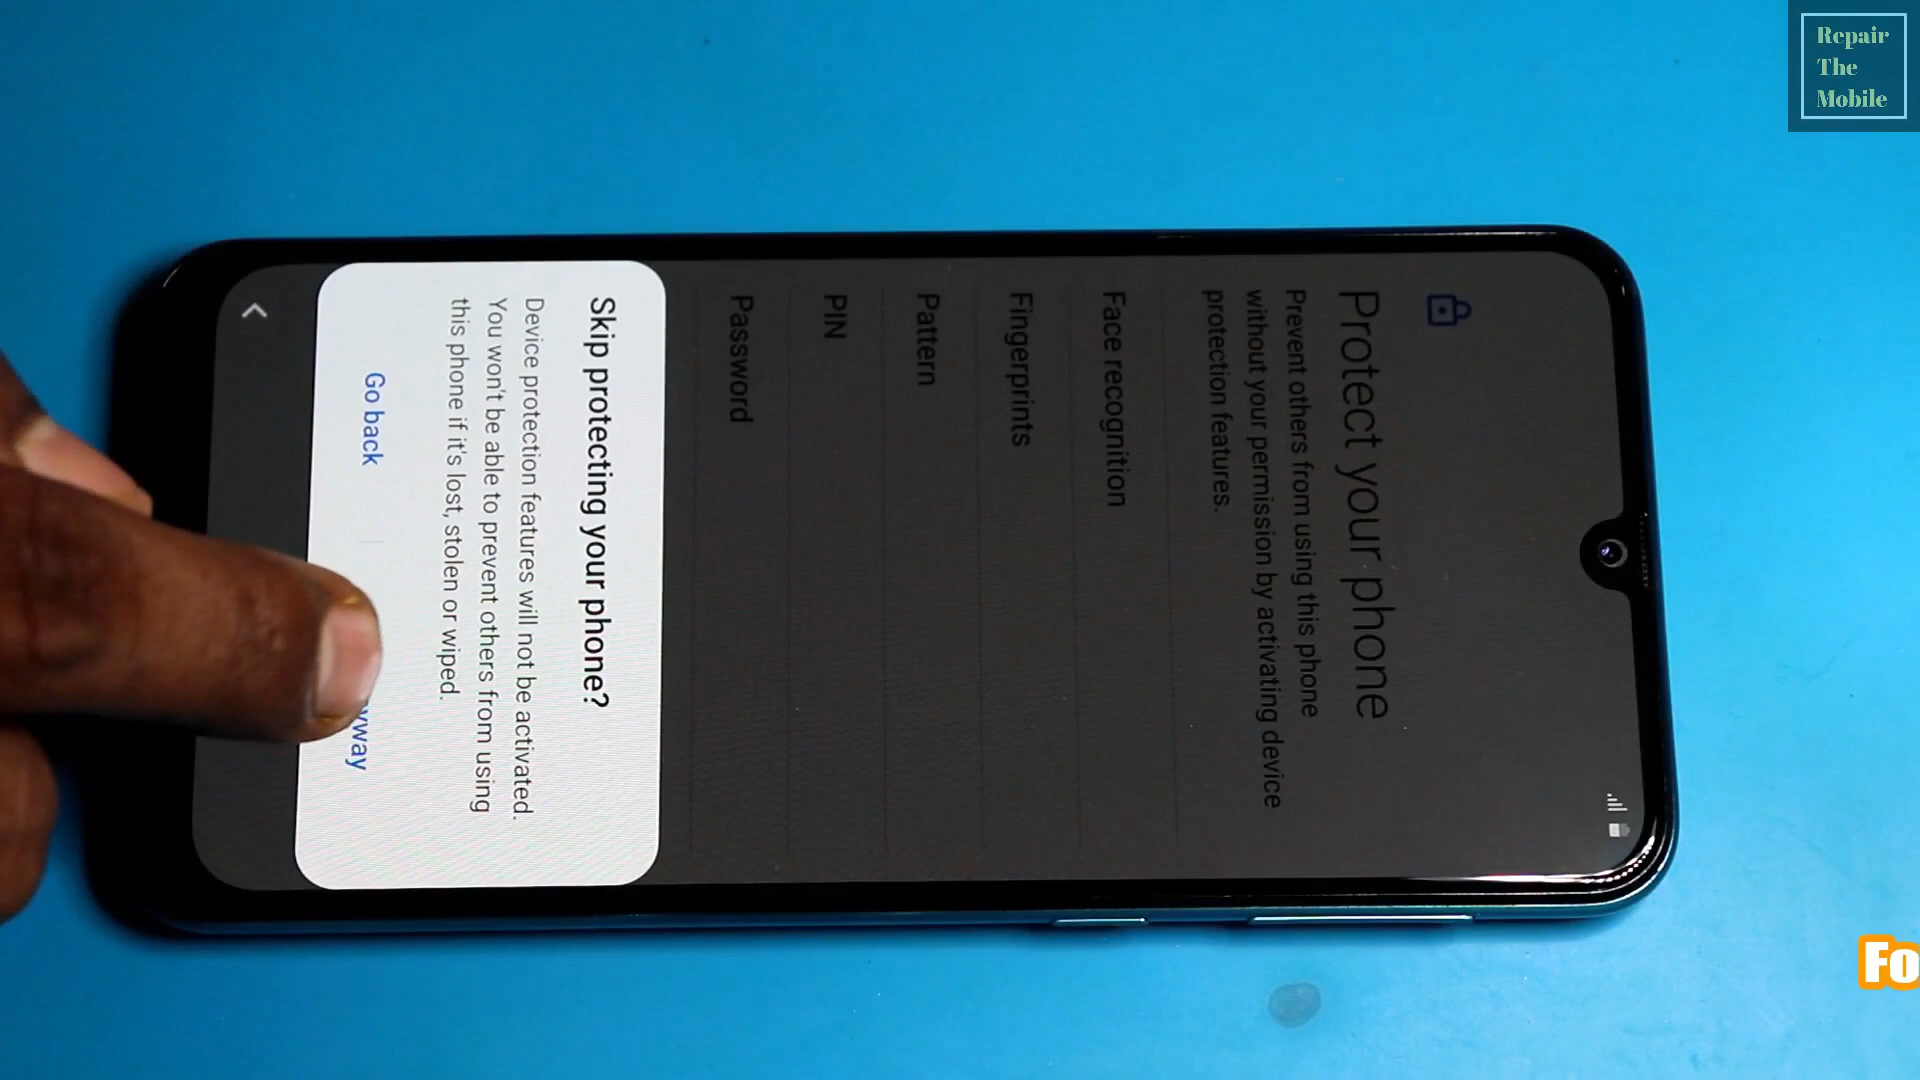 Repair
The
Mobile
Protect your phone
Prevent others from using this phone
without your permission by activating device
protection features.
Face recognition
Fingerprints
Pattern
PIN
Password
Skip protecting your phone?
Device protection features will not be activated.
You won't be able to prevent others from using
this phone if it's lost, stolen or wiped.
Go back
Fo